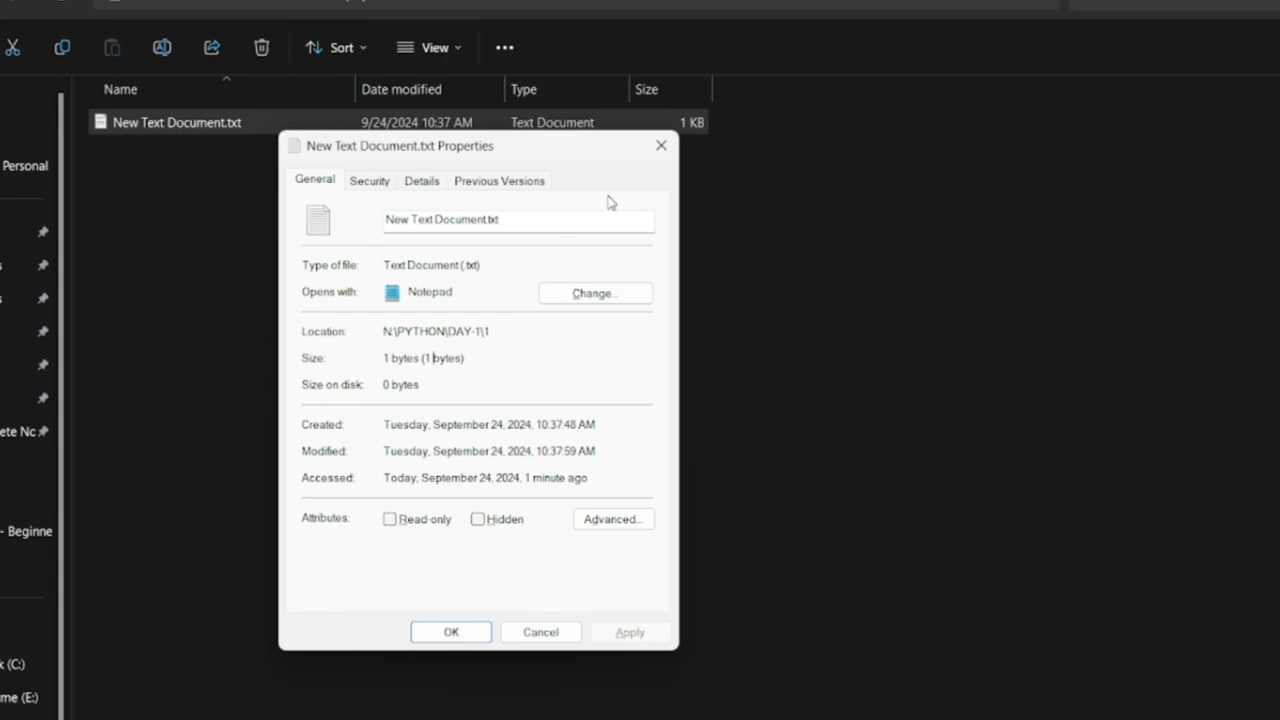 Sort
View
Name
Date modified
Type
Size
New Text Document.txt
9/24/2024 10:37 AM
Text Document
1 KB
New Text Document.txt Properties
Personal
General
Security
Details
Previous Versions
New Text Document.txt
s
Type of file:
Text Document (.txt)
Opens with:
Notepad
Change...
s
Location:
N:\PYTHON\DAY-1\1
Size:
1 bytes (1 bytes)
Size on disk:
0 bytes
Created:
Tuesday, September 24, 2024, 10:37:48 AM
ete Nc
Modified:
Tuesday, September 24, 2024, 10:37:59 AM
Accessed:
Today, September 24, 2024, 1 minute ago
Attributes:
Read-only
Hidden
Advanced...
- Beginne
OK
Cancel
Apply
k (C:)
me (E:)